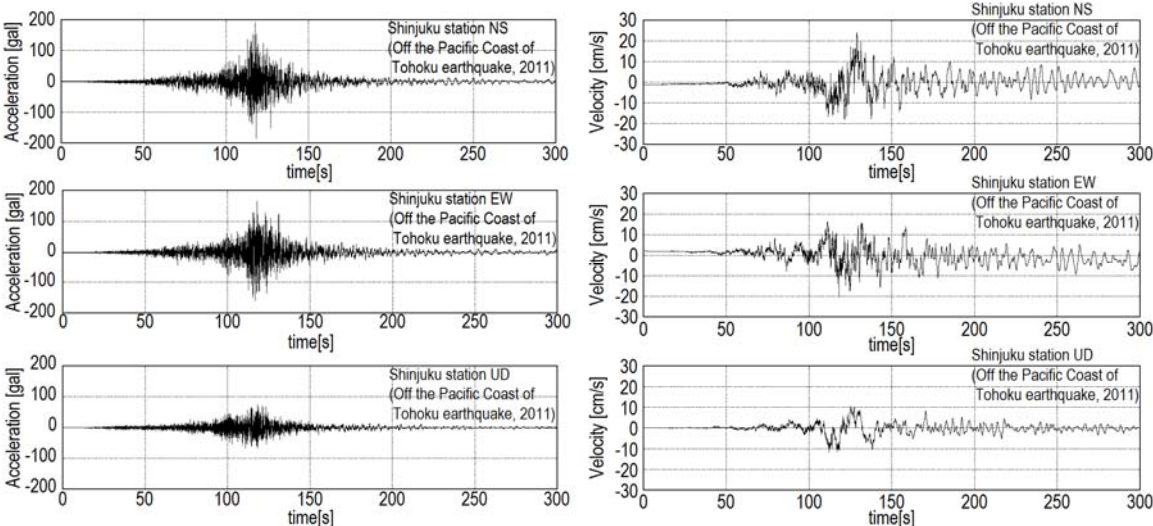 Acceleration [gal]
200
100
0
-100
-200
0 50 100 150 200 250 300
time[s]
Shinjuku station NS
(Off the Pacific Coast of
Tohoku earthquake, 2011)
Velocity [cm/s]
30
20
10
0
-10
-20
-30
0 50 100 150 200 250 300
time[s]
Shinjuku station NS
(Off the Pacific Coast of
Tohoku earthquake, 2011)
Acceleration [gal]
200
100
0
-100
-200
0 50 100 150 200 250 300
time[s]
Shinjuku station EW
(Off the Pacific Coast of
Tohoku earthquake, 2011)
Velocity [cm/s]
30
20
10
0
-10
-20
-30
0 50 100 150 200 250 300
time[s]
Shinjuku station EW
(Off the Pacific Coast of
Tohoku earthquake, 2011)
Acceleration [gal]
200
100
0
-100
-200
0 50 100 150 200 250 300
time[s]
Shinjuku station UD
(Off the Pacific Coast of
Tohoku earthquake, 2011)
Velocity [cm/s]
30
20
10
0
-10
-20
-30
0 50 100 150 200 250 300
time[s]
Shinjuku station UD
(Off the Pacific Coast of
Tohoku earthquake, 2011)